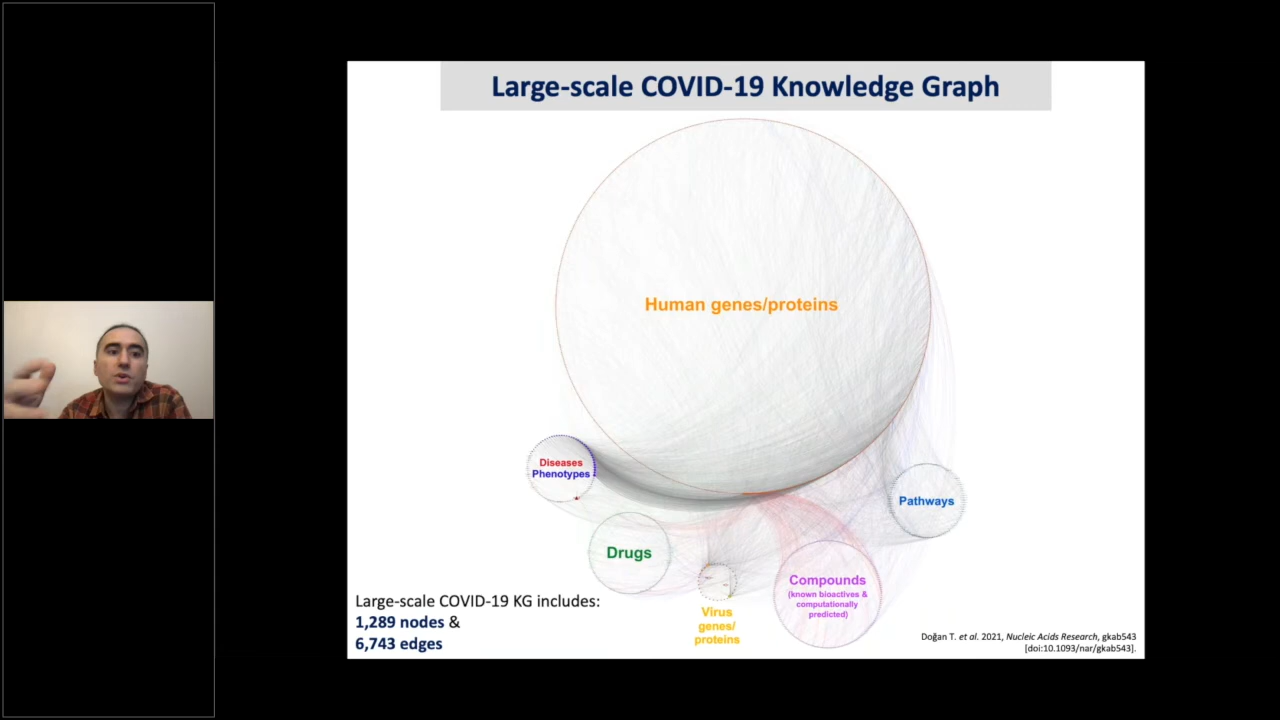 Large-scale COVID-19 Knowledge Graph
Human genes/proteins
Diseases
Phenotypes
Pathways
Drugs
Compounds
(known bioactives &
computationally
predicted)
Virus
genes/
proteins
Large-scale COVID-19 KG includes:
1,289 nodes &
6,743 edges
Doğan T. et al. 2021, Nucleic Acids Research, gkab543
[doi:10.1093/nar/gkab543].